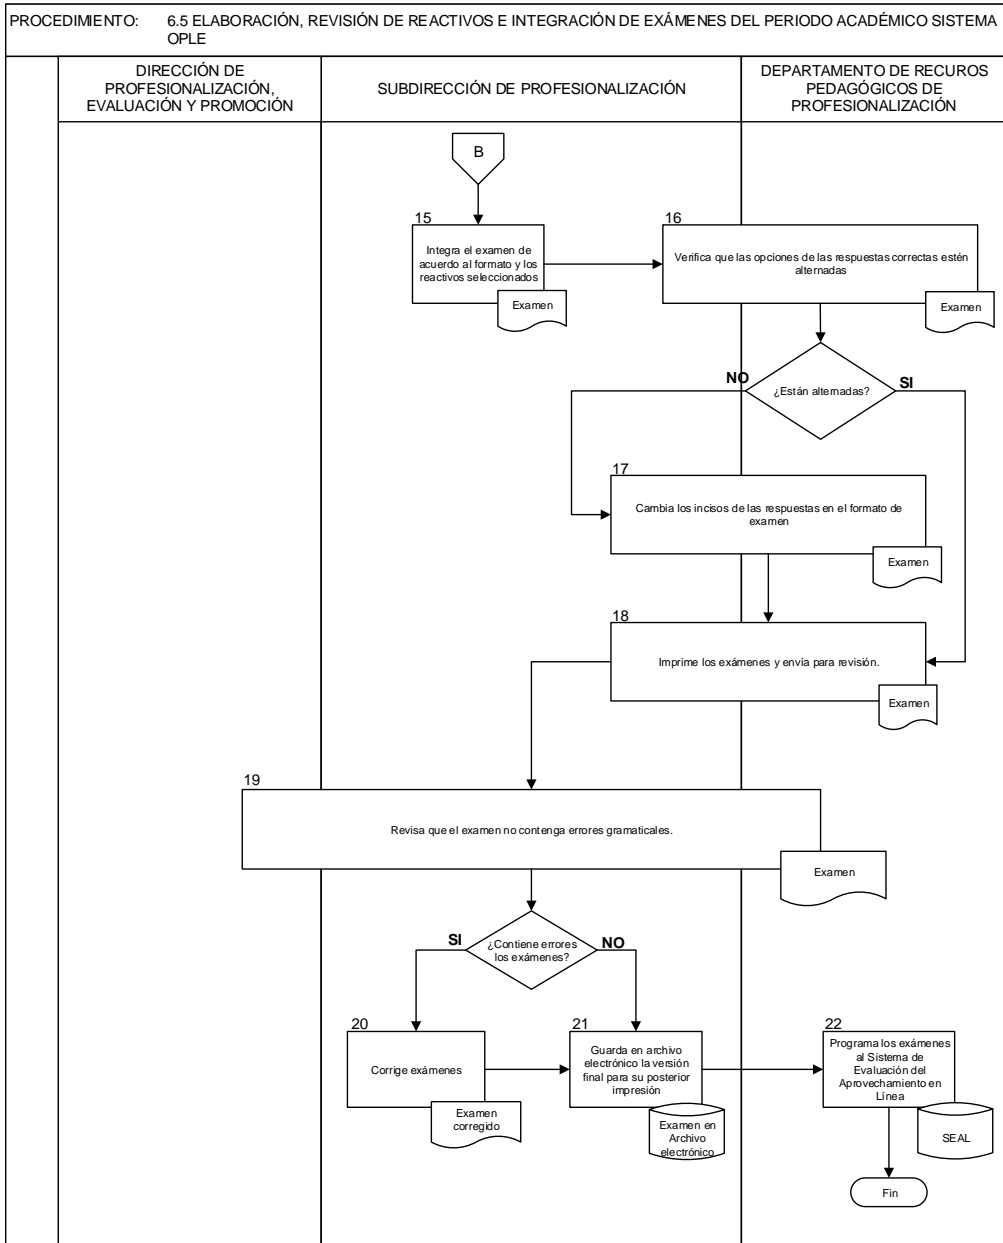 PROCEDIMIENTO: 6.5 ELABORACIÓN, REVISIÓN DE REACTIVOS E INTEGRACIÓN DE EXÁMENES DEL PERIODO ACADÉMICO SISTEMA
OPLE
DIRECCIÓN DE
PROFESIONALIZACIÓN,
EVALUACIÓN Y PROMOCIÓN
SUBDIRECCIÓN DE PROFESIONALIZACIÓN
DEPARTAMENTO DE RECUROS
PEDAGÓGICOS DE
PROFESIONALIZACIÓN
B
15
Integra el examen de
acuerdo al formato y los
reactivos seleccionados
Examen
16
Verifica que las opciones de las respuestas correctas estén
alternadas
Examen
¿Están alternadas?
NO
SI
17
Cambia los incisos de las respuestas en el formato de
examen
Examen
18
Imprime los exámenes y envía para revisión.
Examen
19
Revisa que el examen no contenga errores gramaticales.
Examen
¿Contiene errores
los exámenes?
SI
NO
20
Corrige exámenes
Examen
corregido
21
Guarda en archivo
electrónico la versión
final para su posterior
impresión
Examen en
Archivo
electrónico
22
Programa los exámenes
al Sistema de
Evaluación del
Aprovechamiento en
Línea
SEAL
Fin